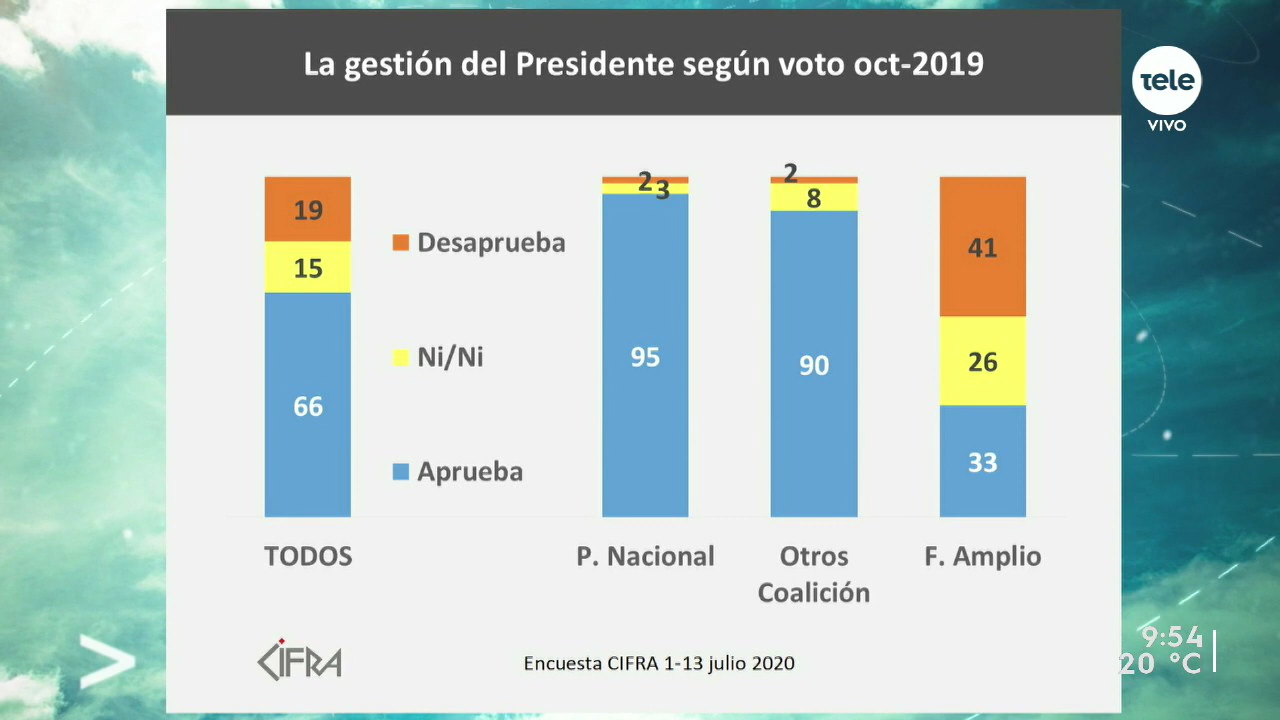 La gestión del Presidente según voto oct-2019
tele
VIVO
19
15
66
Desaprueba
Ni/Ni
Aprueba
2
3
95
2
8
90
41
26
33
TODOS
P. Nacional
Otros
Coalición
F. Amplio
CIFRA
Encuesta CIFRA 1-13 julio 2020
9:54
20 °C